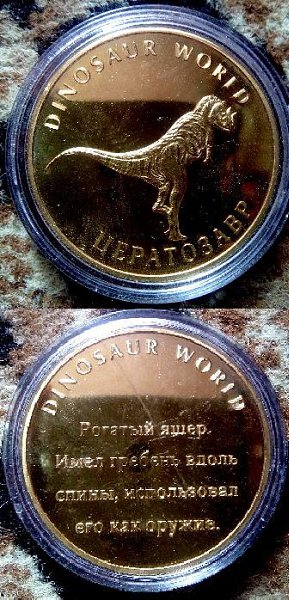 DINOSAUR WORLD
ЦЕРАТОЗАВР
DINOSAUR WORLD
Рогатый ящер.
Имел гребень вдоль
спины, использовал
его как оружие.